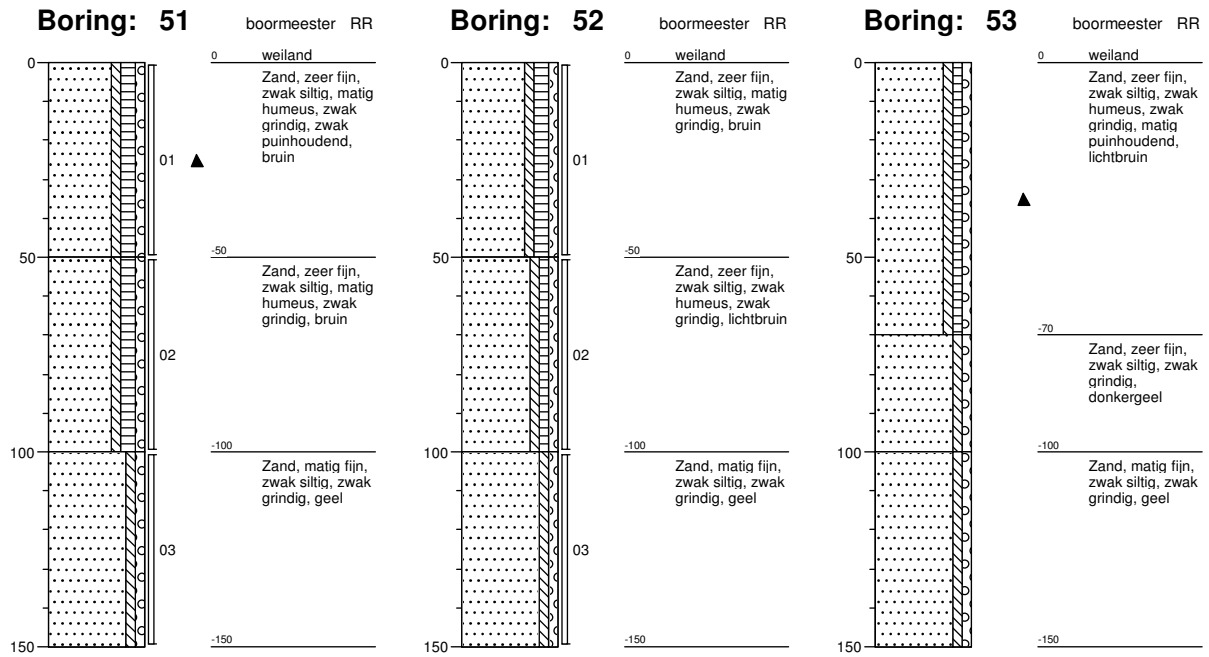 Boring: 51
boormeester RR
0
weiland
0
Zand, zeer fijn,
zwak siltig, matig
humeus, zwak
grindig, zwak
puinhoudend,
bruin
01
-50
50
Zand, zeer fijn,
zwak siltig, matig
humeus, zwak
grindig, bruin
02
-100
100
Zand, matig fijn,
zwak siltig, zwak
grindig, geel
03
-150
150
Boring: 52
boormeester RR
0
weiland
0
Zand, zeer fijn,
zwak siltig, matig
humeus, zwak
grindig, bruin
01
-50
50
Zand, zeer fijn,
zwak siltig, zwak
humeus, zwak
grindig, lichtbruin
02
-100
100
Zand, matig fijn,
zwak siltig, zwak
grindig, geel
03
-150
150
Boring: 53
boormeester RR
0
weiland
0
Zand, zeer fijn,
zwak siltig, zwak
humeus, zwak
grindig, matig
puinhoudend,
lichtbruin
50
-70
Zand, zeer fijn,
zwak siltig, zwak
grindig,
donkergeel
-100
100
Zand, matig fijn,
zwak siltig, zwak
grindig, geel
-150
150